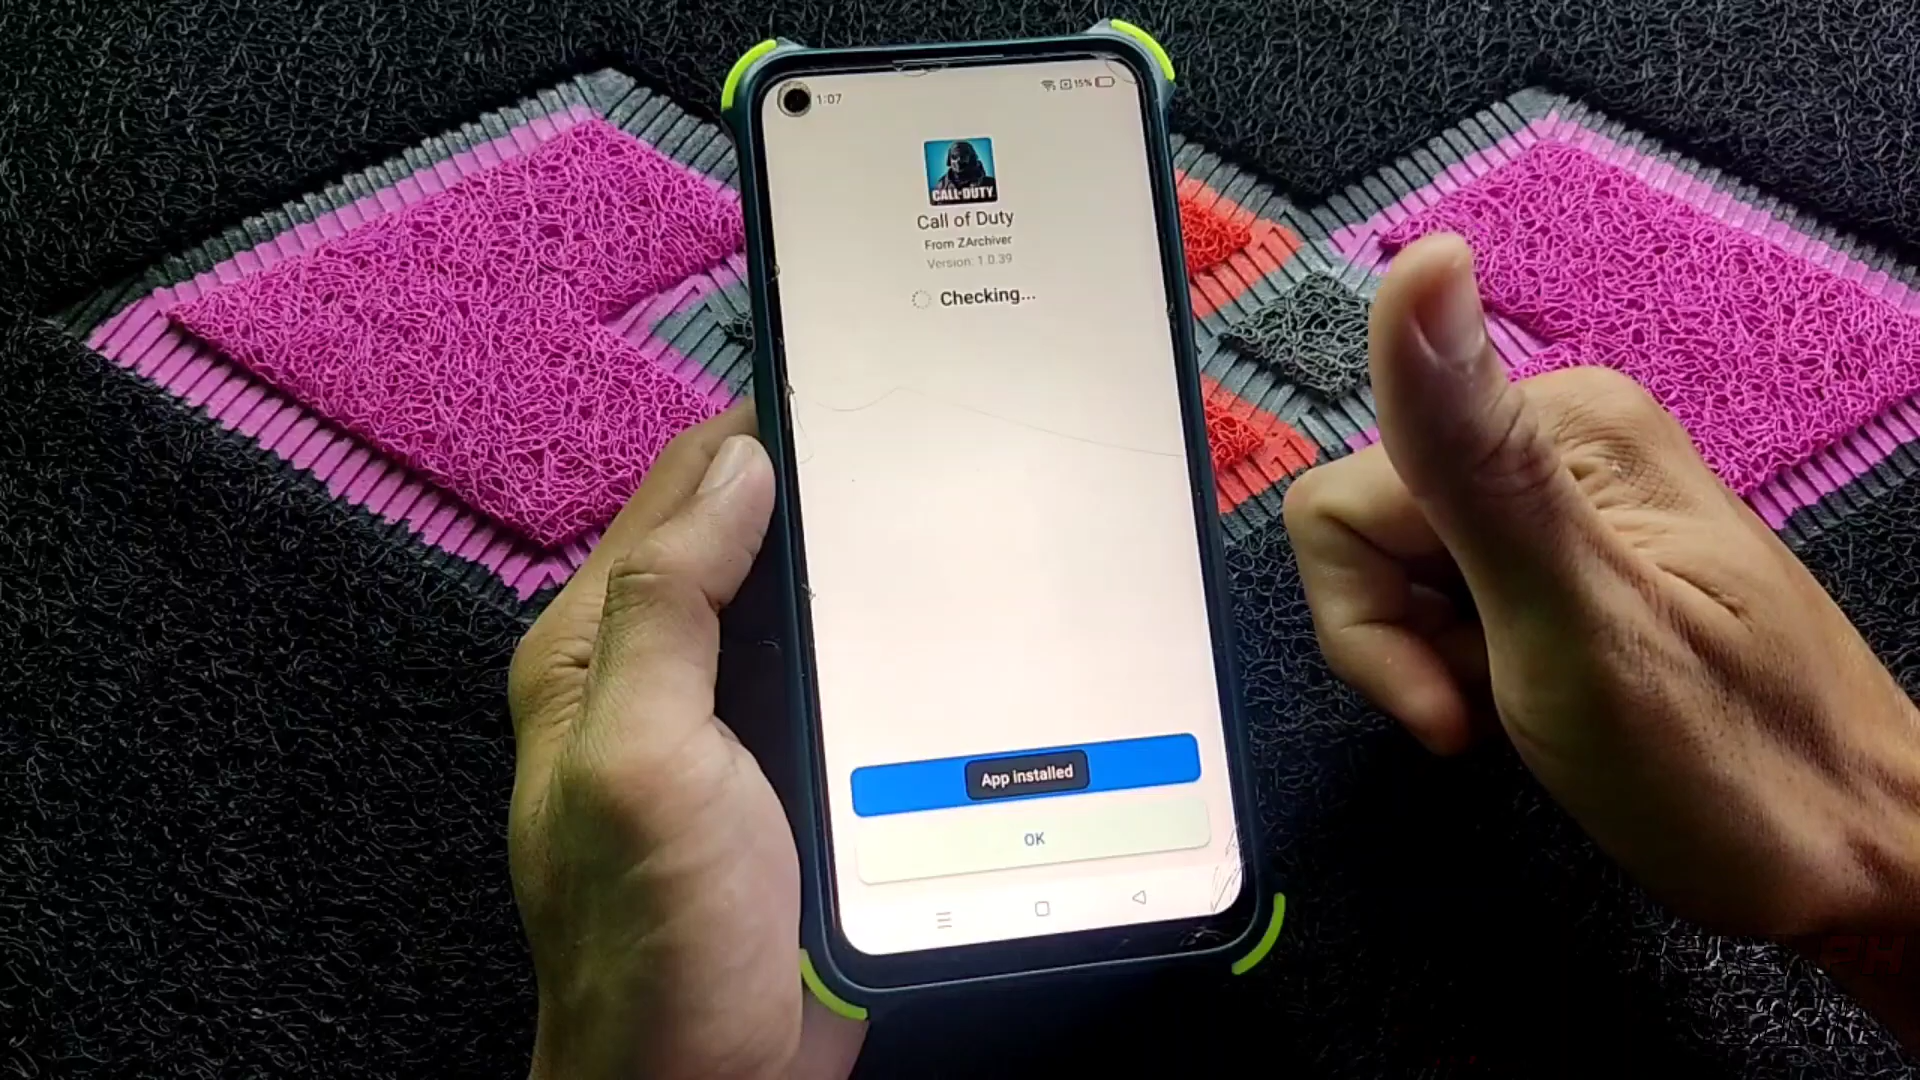 1:07
15%
CALL·DUTY
Call of Duty
From ZArchiver
Version: 1.0.39
Checking...
App installed
OK